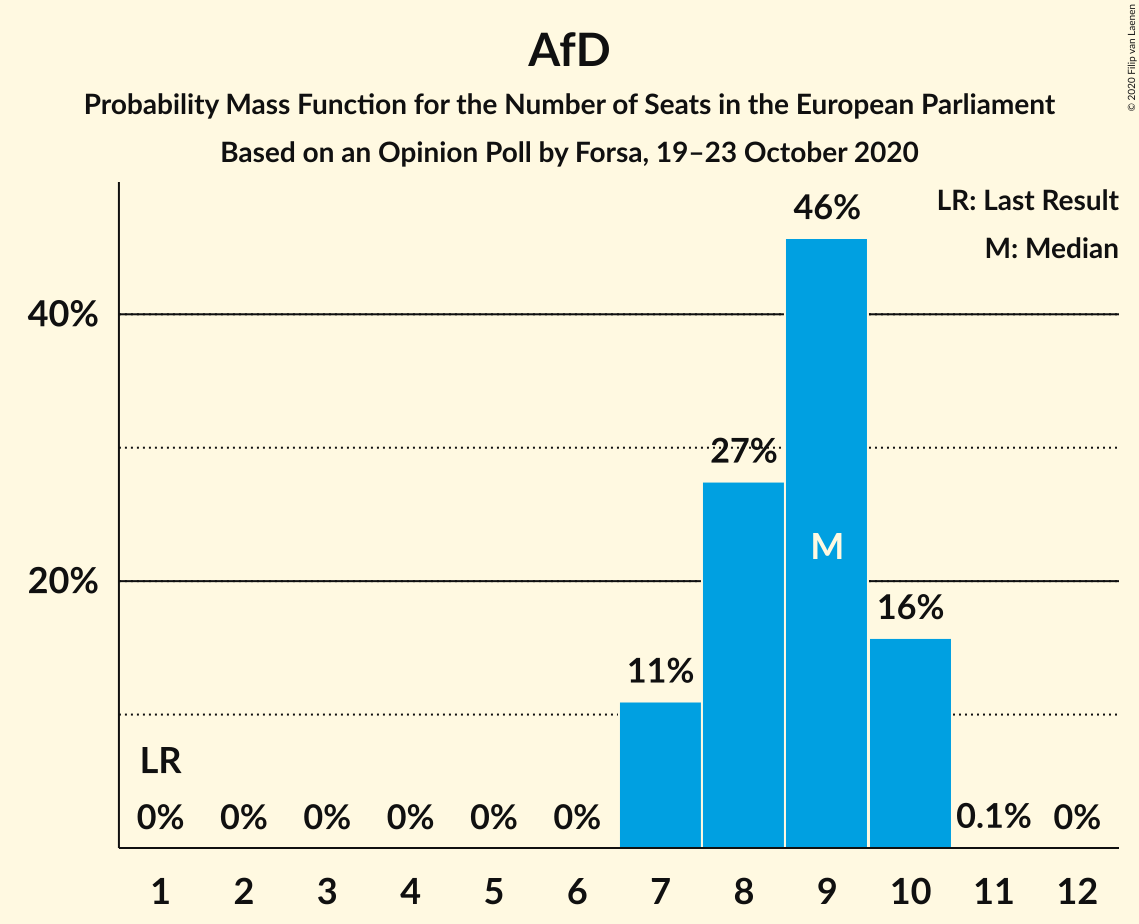 AfD
Probability Mass Function for the Number of Seats in the European Parliament
Based on an Opinion Poll by Forsa, 19–23 October 2020
© 2020 Filip van Laenen
LR: Last Result
M: Median
40%
20%
46%
27%
M
16%
11%
LR
0% 0% 0% 0% 0% 0% 0.1% 0%
1 2 3 4 5 6 7 8 9 10 11 12